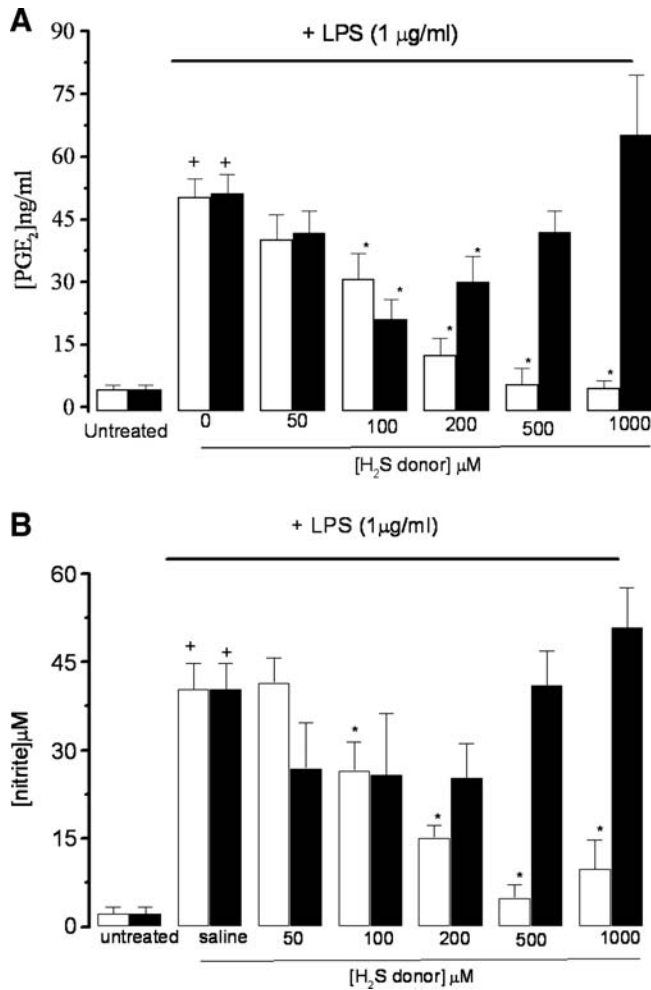 A
+ LPS (1 μg/ml)
90
75
60
45
30
15
0
[PGE2]ng/ml
+ +
* * * * * *
Untreated 0 50 100 200 500 1000
[H2S donor] μM
B
+ LPS (1μg/ml)
60
45
30
15
0
[nitrite]μM
+ +
* * * *
untreated saline 50 100 200 500 1000
[H2S donor] μM